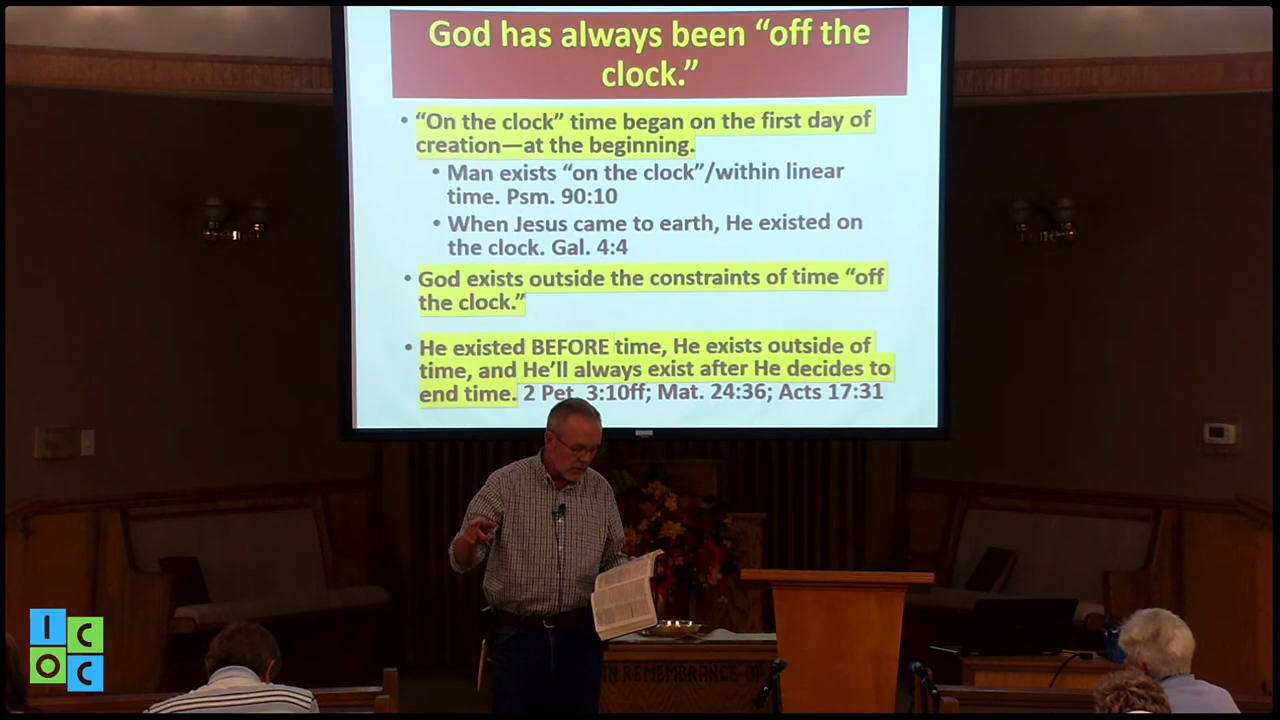 God has always been “off the
clock.”
• “On the clock” time began on the first day of
creation—at the beginning.
• Man exists “on the clock”/within linear
time. Psm. 90:10
• When Jesus came to earth, He existed on
the clock. Gal. 4:4
• God exists outside the constraints of time “off
the clock.”
• He existed BEFORE time, He exists outside of
time, and He’ll always exist after He decides to
end time. 2 Pet. 3:10ff; Mat. 24:36; Acts 17:31
IN REMEMBRANCE OF
I C
O C